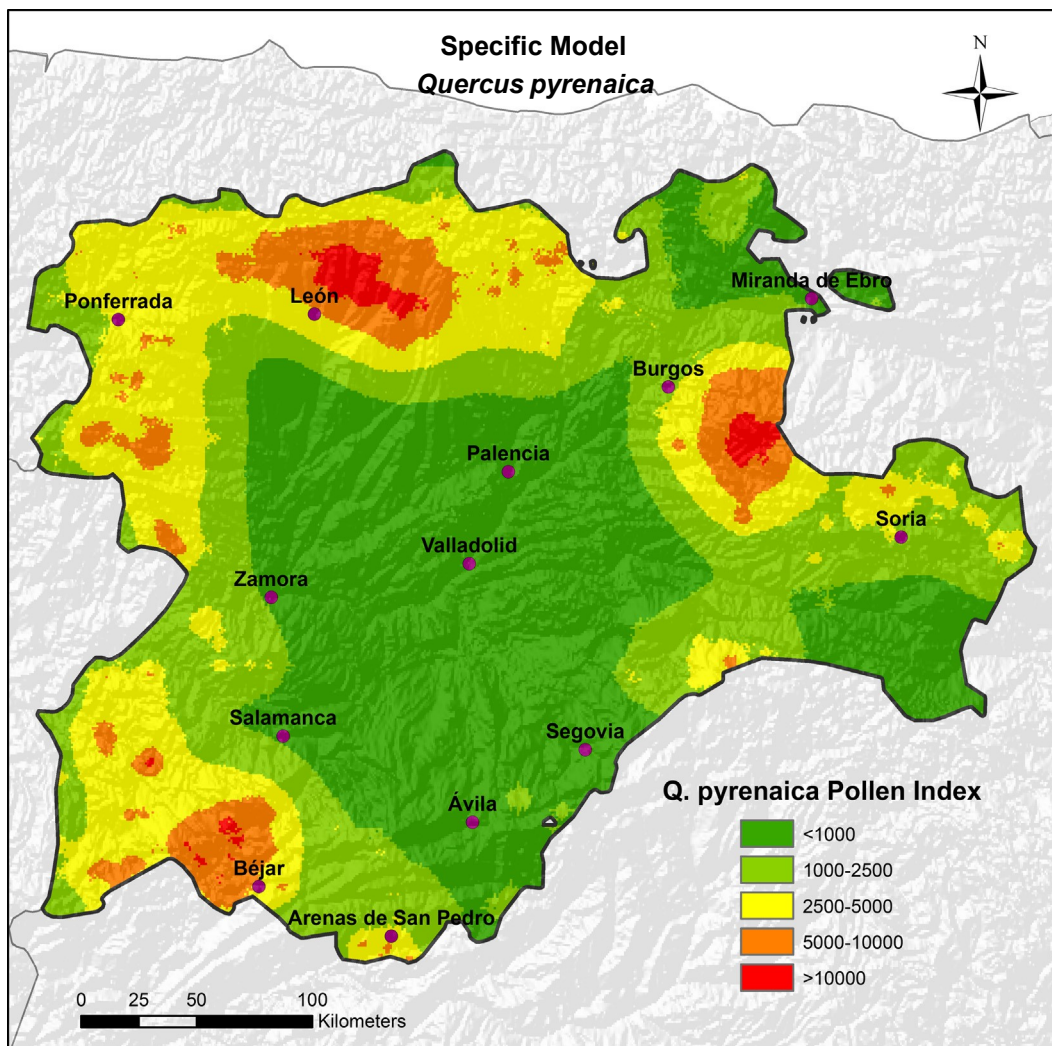 Specific Model
Quercus pyrenaica
N
Miranda de Ebro
Ponferrada
León
Burgos
Palencia
Soria
Valladolid
Zamora
Salamanca
Segovia
Ávila
Béjar
Arenas de San Pedro
Q. pyrenaica Pollen Index
<1000
1000-2500
2500-5000
5000-10000
>10000
0 25 50 100
Kilometers